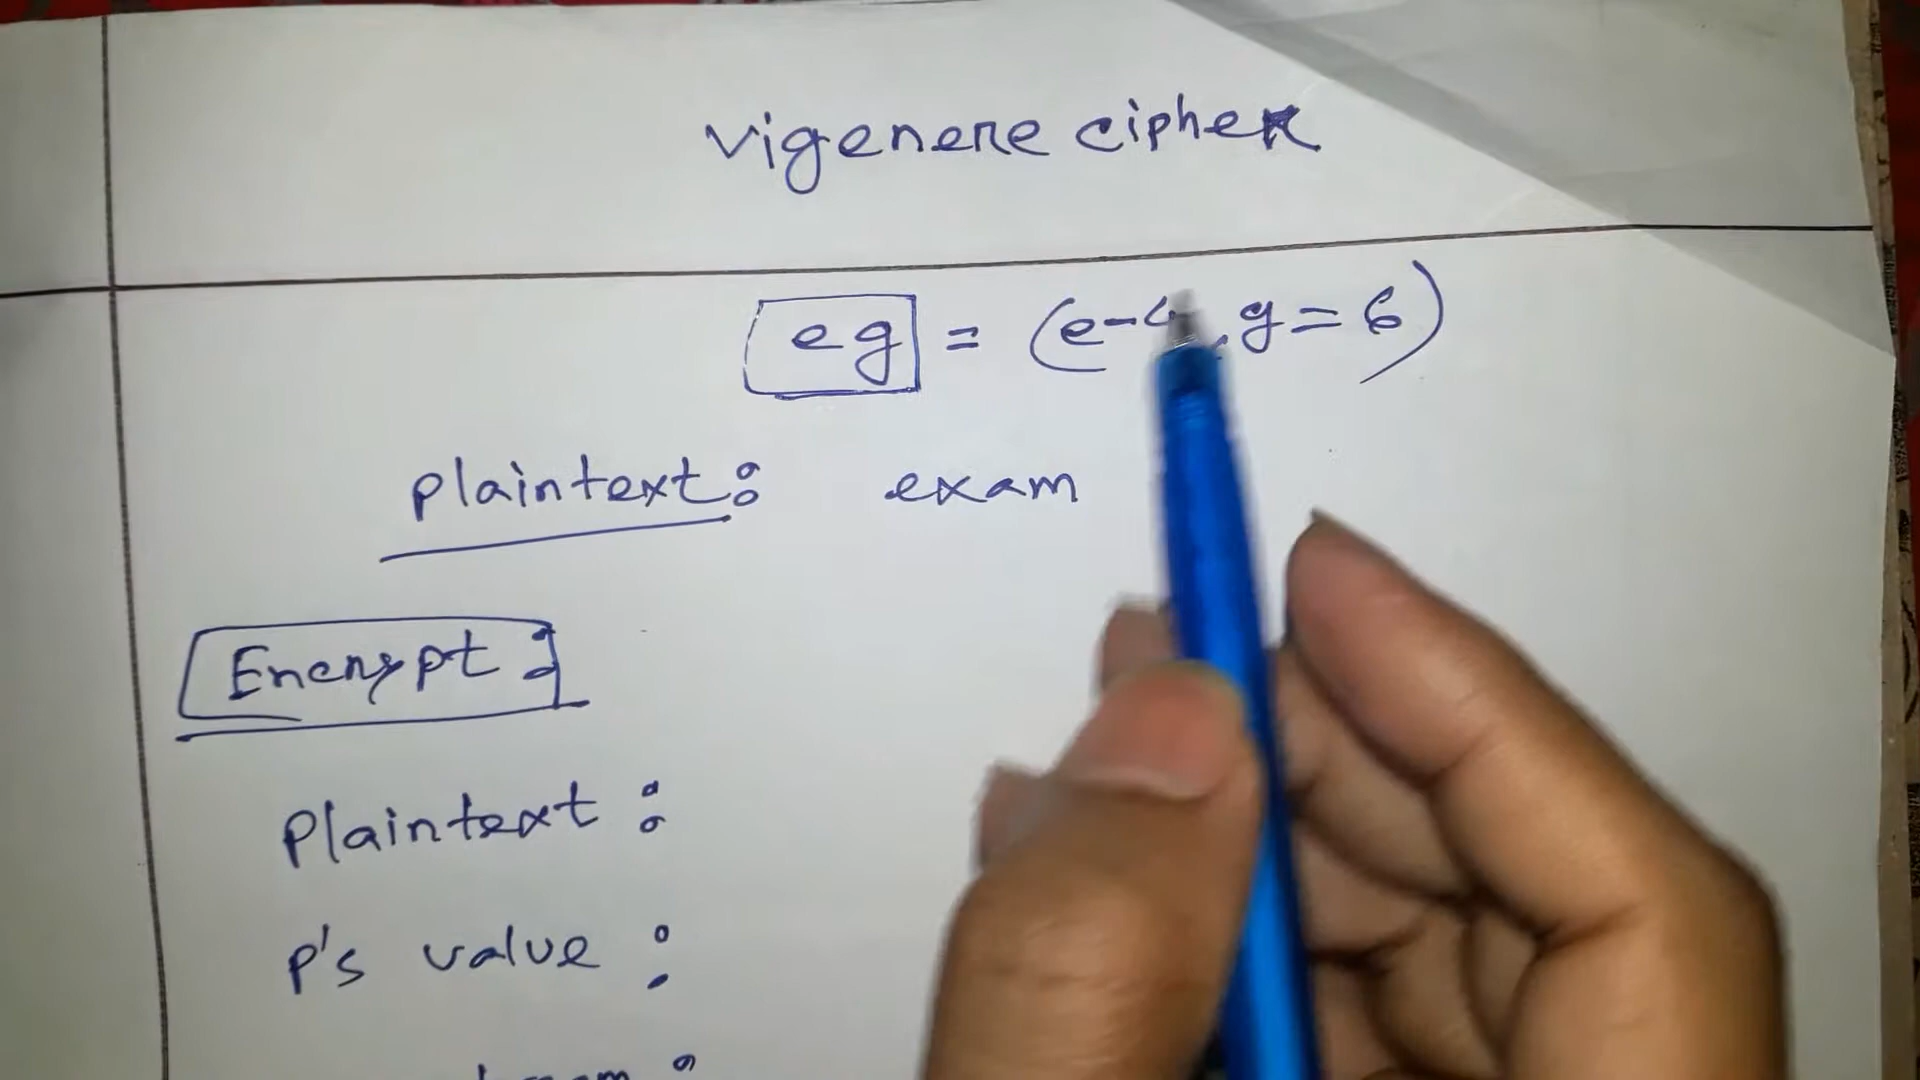 vigenere cipher
eg = (e-4, g=6)
plaintext: exam
Encrypt:
plaintext :
p's value :